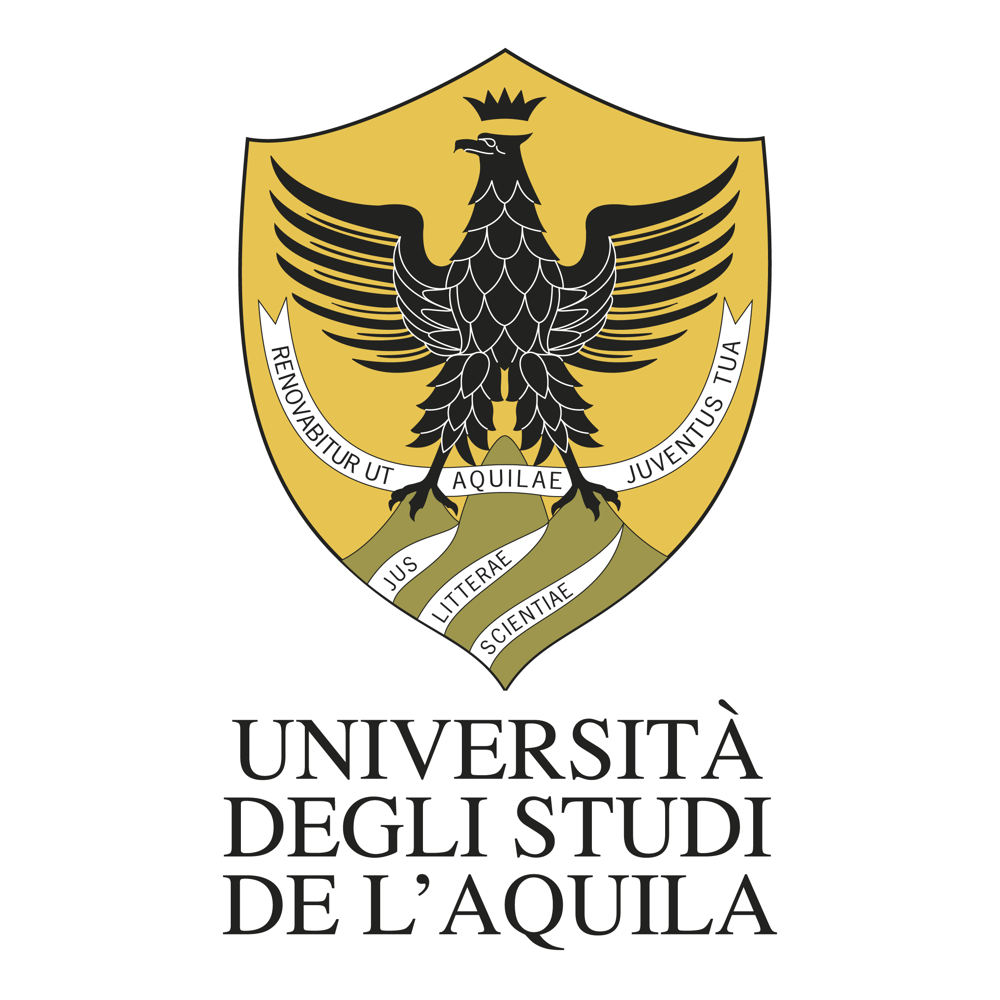 RENOVABITUR UT AQUILAE JUVENTUS TUA
JUS
LITTERAE
SCIENTIAE
UNIVERSITÀ
DEGLI STUDI
DE L’AQUILA